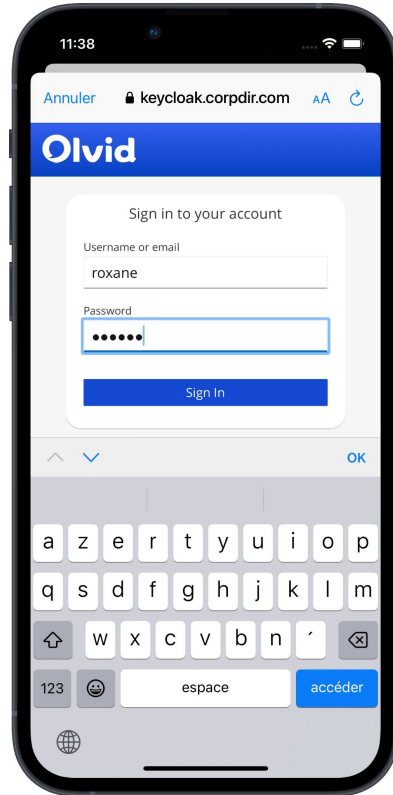 11:38
Annuler keycloak.corpdir.com AA
Olvid
Sign in to your account
Username or email
roxane
Password
••••••
Sign In
OK
a z e r t y u i o p
q s d f g h j k l m
w x c v b n ´
123 espace accéder